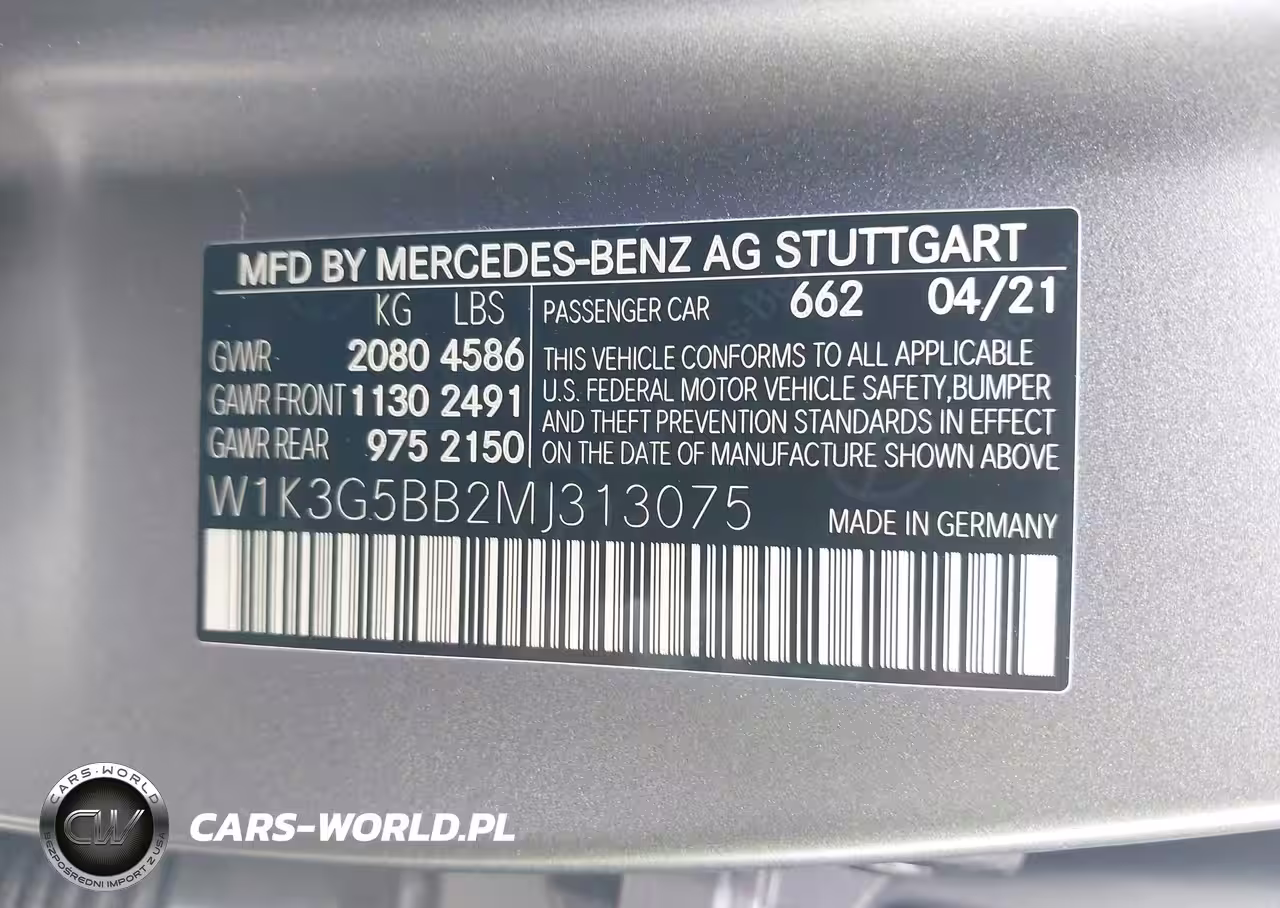 MFD BY MERCEDES-BENZ AG STUTTGART
KG LBS
GVWR 2080 4586
GAWR FRONT 1130 2491
GAWR REAR 975 2150
PASSENGER CAR 662 04/21
THIS VEHICLE CONFORMS TO ALL APPLICABLE
U.S. FEDERAL MOTOR VEHICLE SAFETY,BUMPER
AND THEFT PREVENTION STANDARDS IN EFFECT
ON THE DATE OF MANUFACTURE SHOWN ABOVE
W1K3G5BB2MJ313075
MADE IN GERMANY
CARS-WORLD
CW
BEZPOŚREDNI IMPORT Z USA
CARS-WORLD.PL